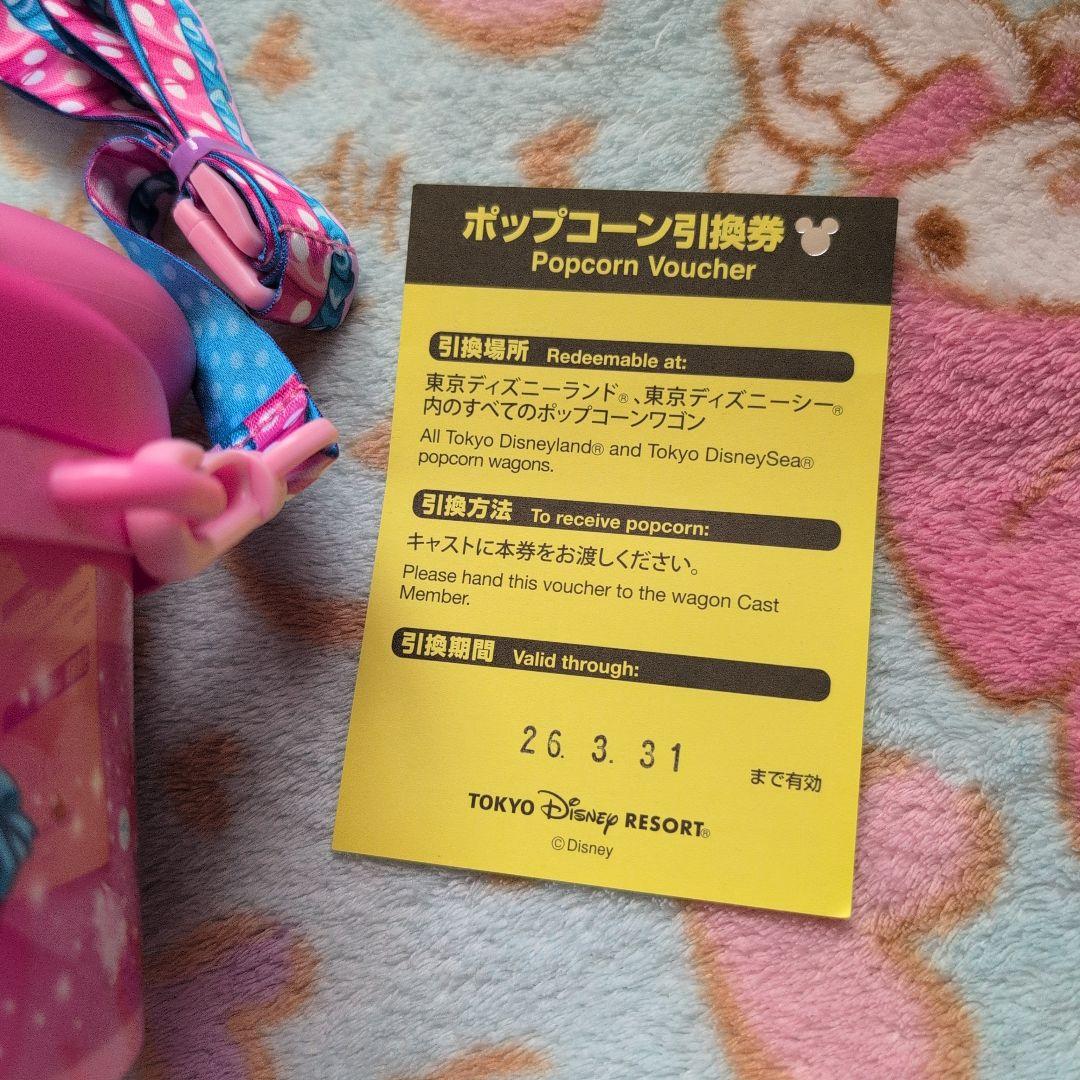 ポップコーン引換券
Popcorn Voucher
引換場所 Redeemable at:
東京ディズニーランド®、東京ディズニーシー®
内のすべてのポップコーンワゴン
All Tokyo Disneyland® and Tokyo DisneySea®
popcorn wagons.
引換方法 To receive popcorn:
キャストに本券をお渡しください。
Please hand this voucher to the wagon Cast
Member.
引換期間 Valid through:
26. 3. 31
まで有効
TOKYO Disney RESORT®
©Disney